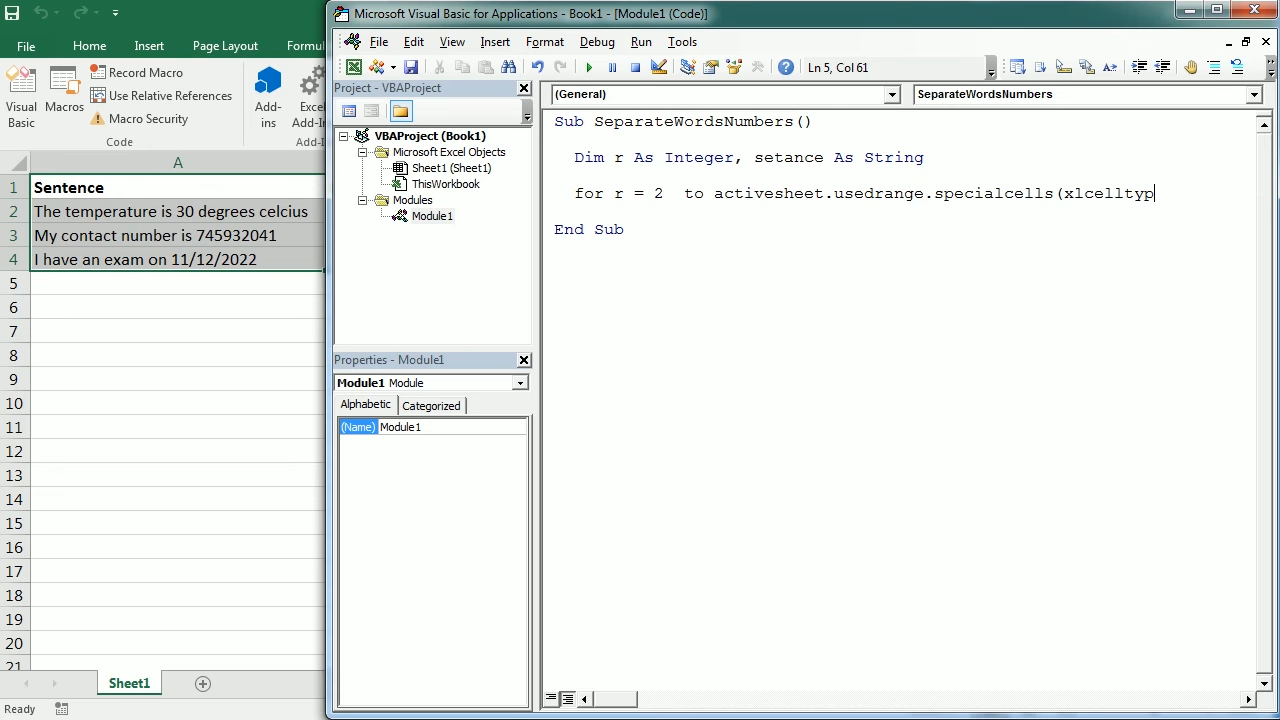 Microsoft Visual Basic for Applications - Book1 - [Module1 (Code)]
File Home Insert Page Layout Formul
File Edit View Insert Format Debug Run Tools
Visual Basic
Macros
Record Macro
Use Relative References
Macro Security
Code
Add-ins
Excel Add-in
Add-I
Ln 5, Col 61
Project - VBAProject
VBAProject (Book1)
Microsoft Excel Objects
Sheet1 (Sheet1)
ThisWorkbook
Modules
Module1
(General)
SeparateWordsNumbers
Sub SeparateWordsNumbers()
Dim r As Integer, setance As String
for r = 2  to activesheet.usedrange.specialcells(xlcelltyp
End Sub
A
1 Sentence
2 The temperature is 30 degrees celcius
3 My contact number is 745932041
4 I have an exam on 11/12/2022
5
6
7
8
9
10
11
12
13
14
15
16
17
18
19
20
21
Properties - Module1
Module1 Module
Alphabetic Categorized
(Name) Module1
Sheet1
Ready